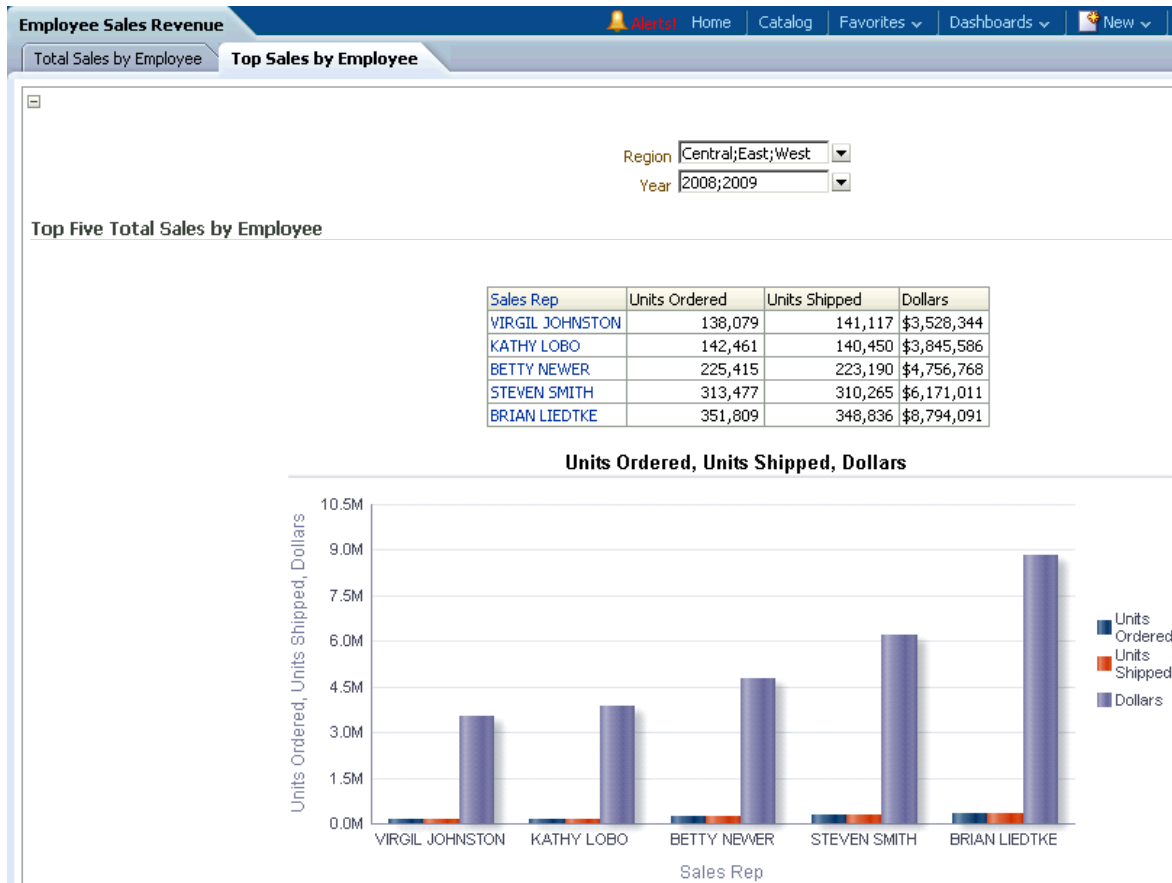 Employee Sales Revenue
Alerts! Home Catalog Favorites Dashboards New
Total Sales by Employee Top Sales by Employee
Region Central;East;West
Year 2008;2009
Top Five Total Sales by Employee
Sales Rep Units Ordered Units Shipped Dollars
VIRGIL JOHNSTON 138,079 141,117 $3,528,344
KATHY LOBO 142,461 140,450 $3,845,586
BETTY NEWER 225,415 223,190 $4,756,768
STEVEN SMITH 313,477 310,265 $6,171,011
BRIAN LIEDTKE 351,809 348,836 $8,794,091
Units Ordered, Units Shipped, Dollars
Units Ordered, Units Shipped, Dollars
10.5M
9.0M
7.5M
6.0M
4.5M
3.0M
1.5M
0.0M
VIRGIL JOHNSTON KATHY LOBO BETTY NEWER STEVEN SMITH BRIAN LIEDTKE
Sales Rep
Units
Ordered
Units
Shipped
Dollars